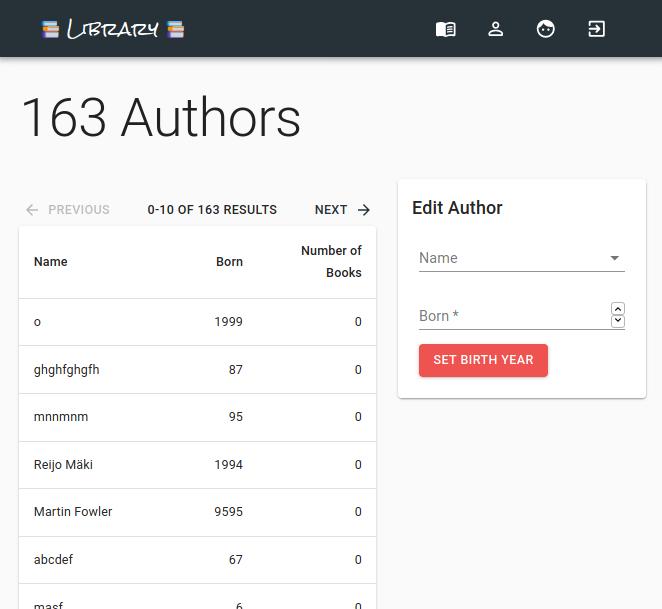 Library
163 Authors
PREVIOUS 0-10 OF 163 RESULTS NEXT
Name Born Number of Books
o 1999 0
ghghfghgfh 87 0
mnnmnm 95 0
Reijo Mäki 1994 0
Martin Fowler 9595 0
abcdef 67 0
masf 6 0
Edit Author
Name
Born *
SET BIRTH YEAR